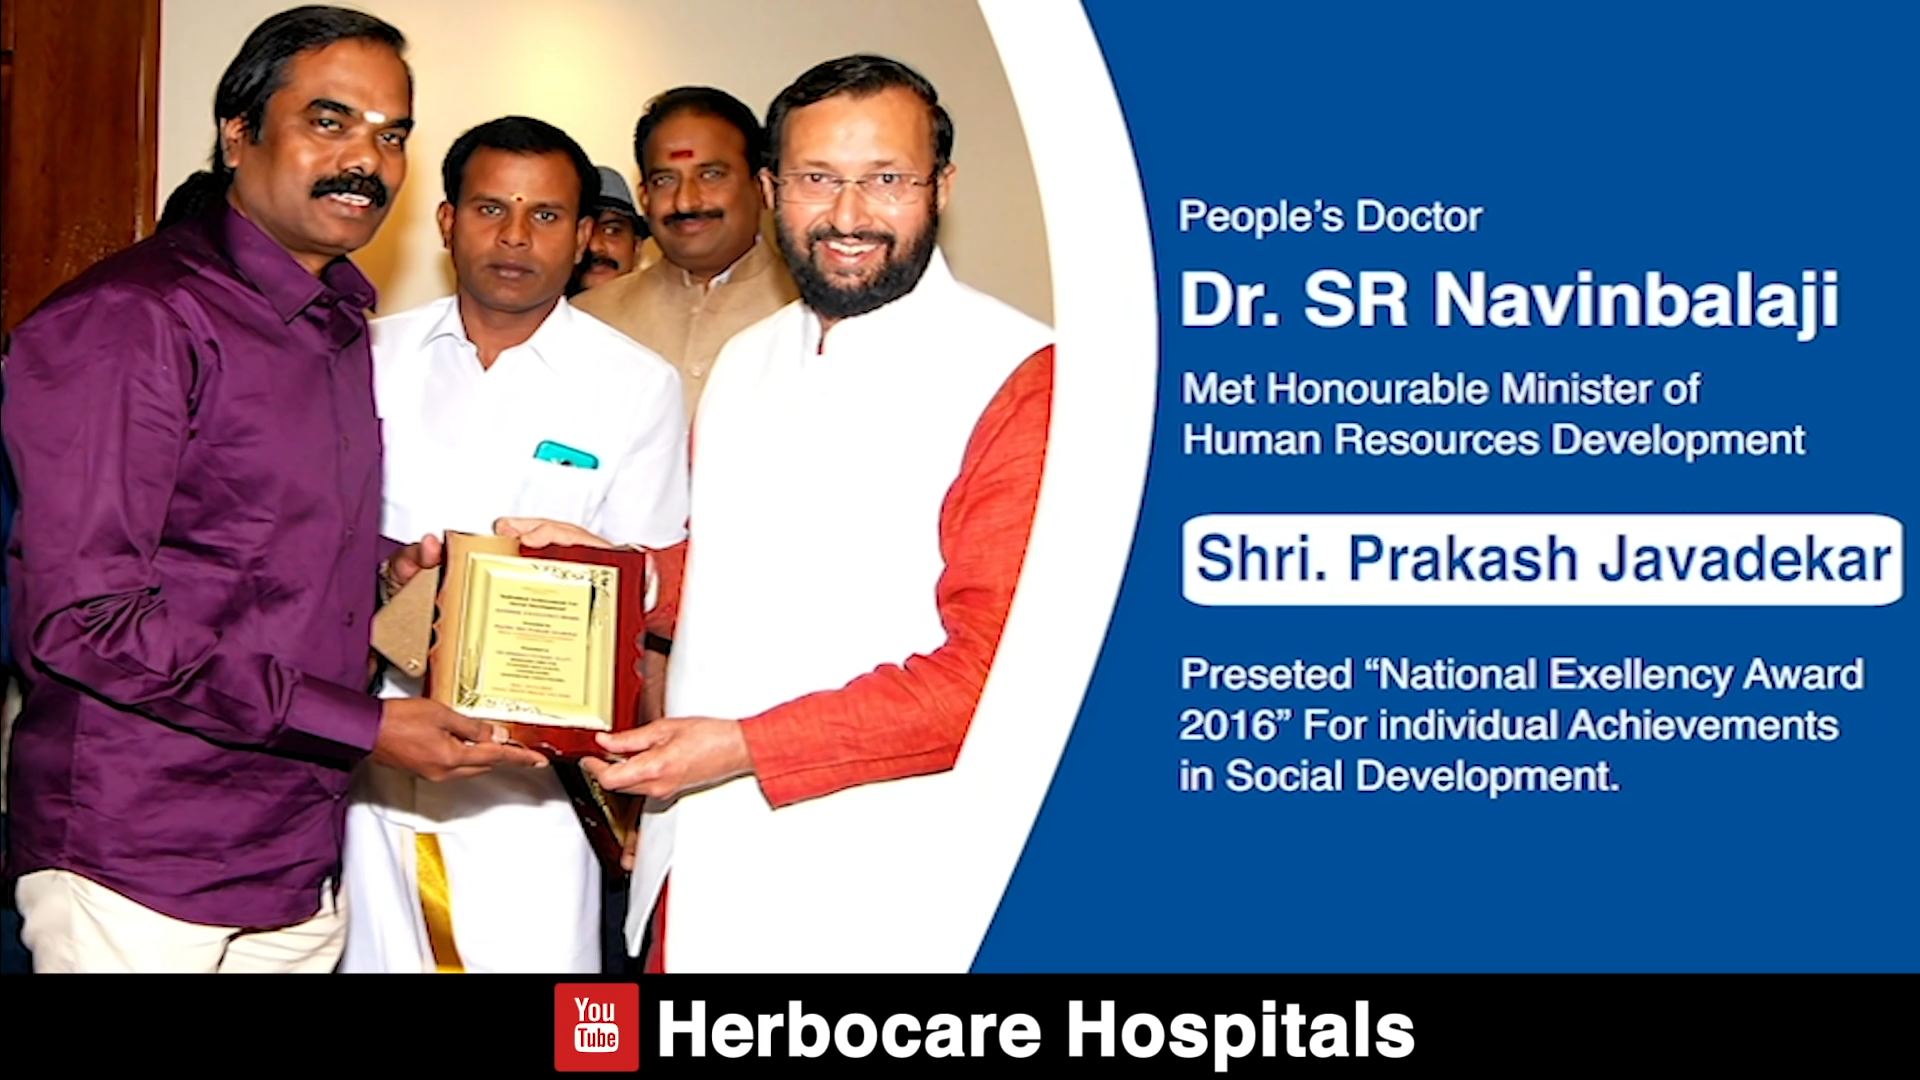 People's Doctor
Dr. SR Navinbalaji
Met Honourable Minister of
Human Resources Development
Shri. Prakash Javadekar
Preseted “National Exellency Award
2016” For individual Achievements
in Social Development.
You
Tube
Herbocare Hospitals